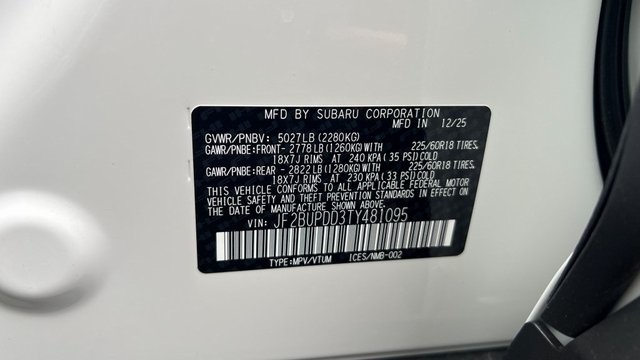 MFD BY SUBARU CORPORATION
MFD IN 12/25
GVWR/PNBV: 5027LB(2280KG)
GAWR/PNBE:FRONT- 2778LB(1260KG)WITH 225/60R18 TIRES,
18X7J RIMS AT 240 KPA(35 PSI)COLD
GAWR/PNBE:REAR - 2822LB(1280KG)WITH 225/60R18 TIRES,
18X7J RIMS AT 230 KPA(33 PSI)COLD
THIS VEHICLE CONFORMS TO ALL APPLICABLE FEDERAL MOTOR
VEHICLE SAFETY AND THEFT PREVENTION STANDARDS IN EFFECT ON
THE DATE OF MANUFACTURE SHOWN ABOVE.
VIN: JF2BUPDD3TY481095
TYPE:MPV/VTUM ICES/NMB-002